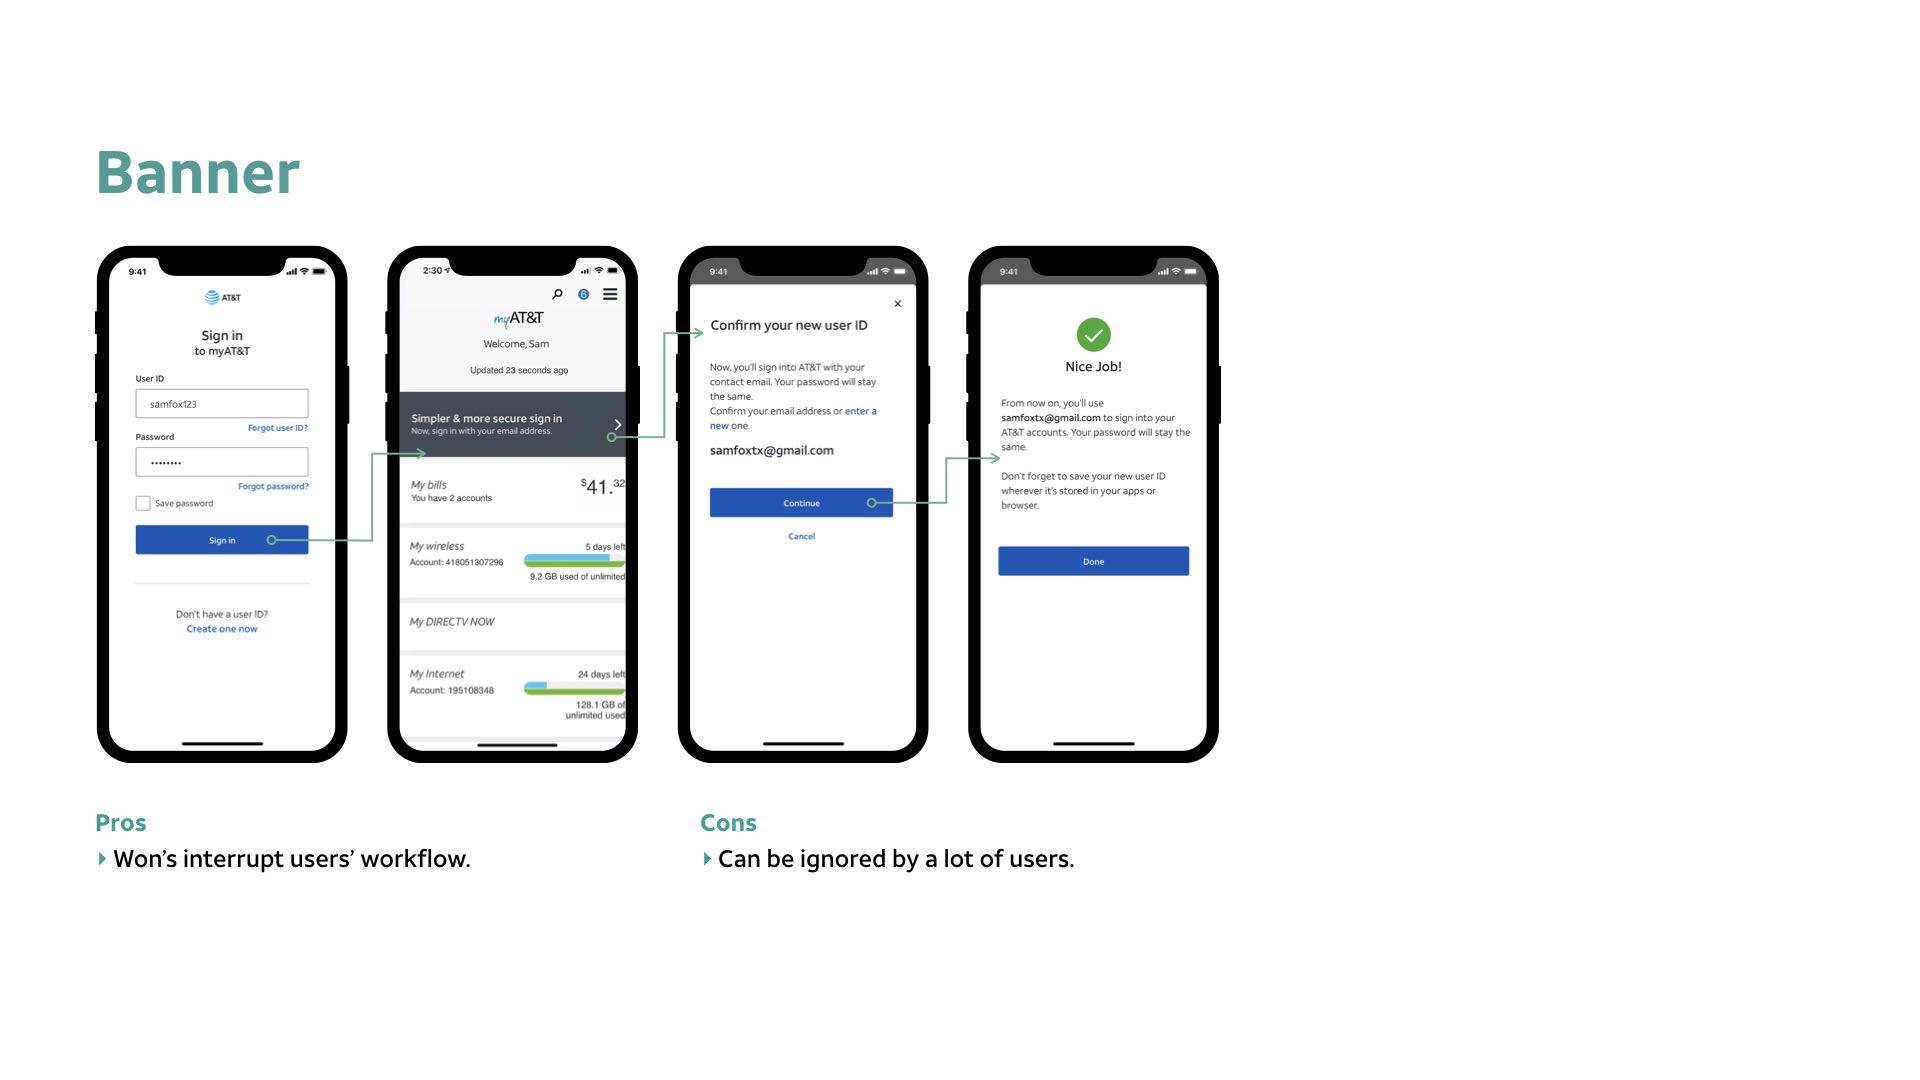 Banner
9:41
AT&T
Sign in
to myAT&T
User ID
samfox123
Forgot user ID?
Password
••••••••
Forgot password?
Save password
Sign in
Don't have a user ID?
Create one now
2:30
6
myAT&T
Welcome, Sam
Updated 23 seconds ago
Simpler & more secure sign in
Now, sign in with your email address.
My bills
$41.32
You have 2 accounts
My wireless
5 days left
Account: 418051307296
9.2 GB used of unlimited
My DIRECTV NOW
My Internet
24 days left
Account: 195108348
128.1 GB of
unlimited used
9:41
×
Confirm your new user ID
Now, you'll sign into AT&T with your
contact email. Your password will stay
the same.
Confirm your email address or enter a
new one.
samfoxtx@gmail.com
Continue
Cancel
9:41
Nice Job!
From now on, you'll use
samfoxtx@gmail.com to sign into your
AT&T accounts. Your password will stay the
same.
Don't forget to save your new user ID
wherever it's stored in your apps or
browser.
Done
Pros
Won’s interrupt users’ workflow.
Cons
Can be ignored by a lot of users.